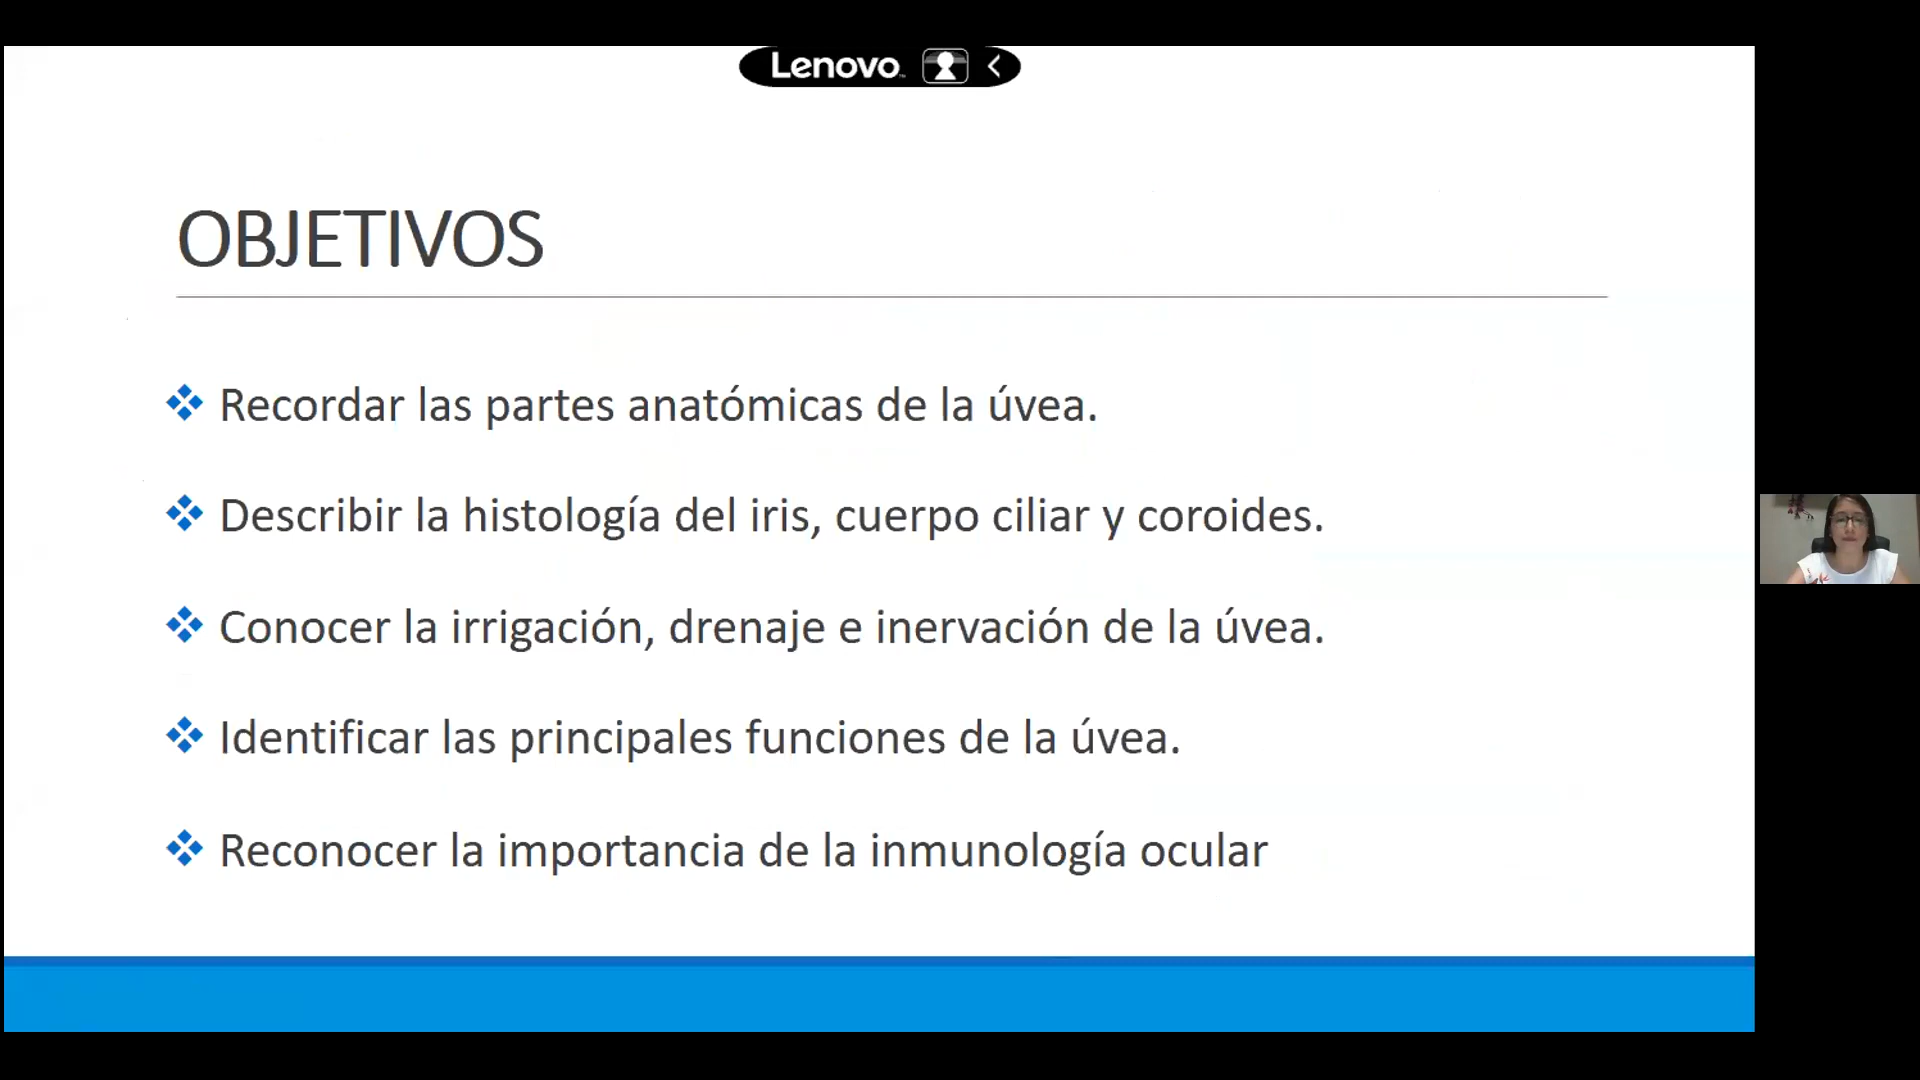 Lenovo
OBJETIVOS
Recordar las partes anatómicas de la úvea.
Describir la histología del iris, cuerpo ciliar y coroides.
Conocer la irrigación, drenaje e inervación de la úvea.
Identificar las principales funciones de la úvea.
Reconocer la importancia de la inmunología ocular